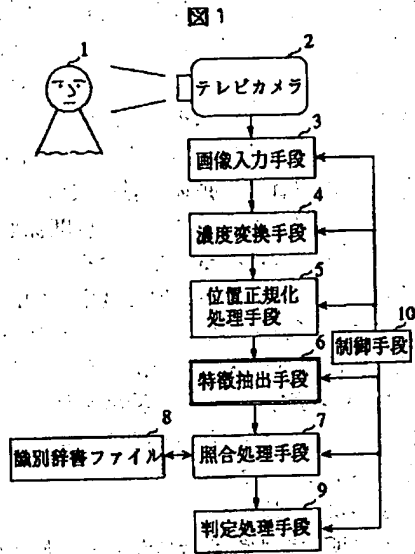 図1
1
2
テレビカメラ
3
画像入力手段
4
濃度変換手段
5
位置正規化
処理手段
10
制御手段
6
特徴抽出手段
8
識別辞書ファイル
7
照合処理手段
9
判定処理手段